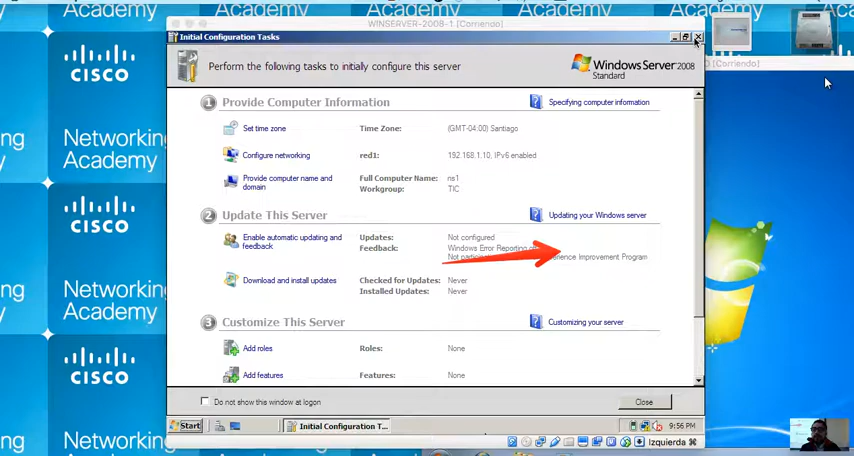 Academy
WINSERVER-2008-1 [Corriendo]
[Corriendo]
CISCO
Networking
Academy
CISCO
Networking
Academy
CISCO
Networking
Academy
ng
ng
ng
Initial Configuration Tasks
Perform the following tasks to initially configure this server
Windows Server 2008
Standard
1 Provide Computer Information
Specifying computer information
Set time zone
Time Zone: (GMT-04:00) Santiago
Configure networking
red1: 192.168.1.10, IPv6 enabled
Provide computer name and domain
Full Computer Name: ns1
Workgroup: TIC
2 Update This Server
Updating your Windows server
Enable automatic updating and feedback
Updates: Not configured
Feedback: Windows Error Reporting
Not Improvement Program
Download and install updates
Checked for Updates: Never
Installed Updates: Never
3 Customize This Server
Customizing your server
Add roles
Roles: None
Add features
Features: None
Do not show this window at logon
Close
Start
Initial Configuration T...
9:56 PM
Izquierda ⌘